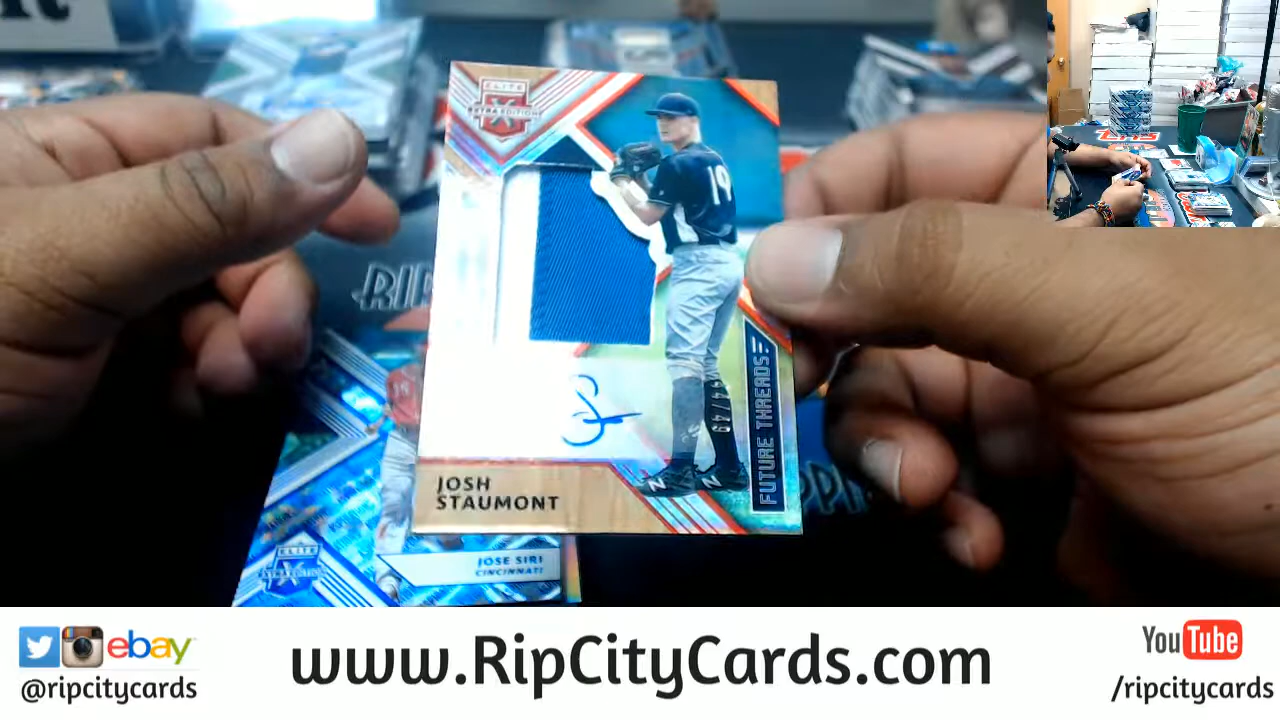 ELITE
EXTRA EDITION
19
FUTURE THREADS
JOSH
STAUMONT
ELITE
EXTRA EDITION
JOSE SIRI
CINCINNATI
ebay
@ripcitycards
www.RipCityCards.com
YouTube
/ripcitycards